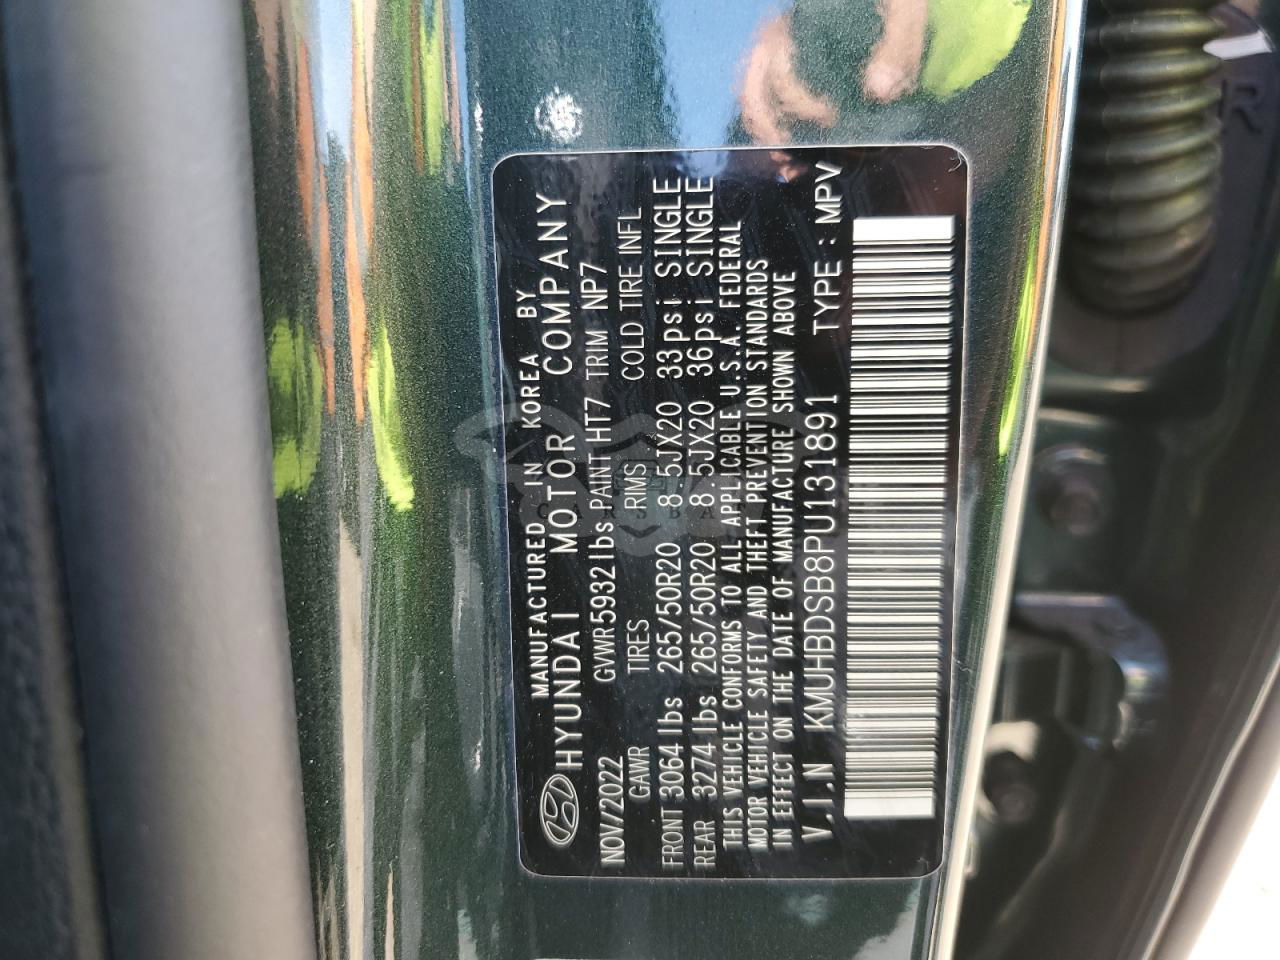 MANUFACTURED IN KOREA BY
HYUNDAI MOTOR COMPANY
NOV/2022 GVWR 5932 lbs PAINT HT7 TRIM NP7
GAWR TIRES RIMS COLD TIRE INFL
FRONT 3064 lbs 265/50R20 8.5JX20 33psi SINGLE
REAR 3274 lbs 265/50R20 8.5JX20 36psi SINGLE
THIS VEHICLE CONFORMS TO ALL APPLICABLE U.S.A. FEDERAL
MOTOR VEHICLE SAFETY AND THEFT PREVENTION STANDARDS
IN EFFECT ON THE DATE OF MANUFACTURE SHOWN ABOVE
V.I.N KMUHBDSB8PU131891 TYPE : MPV
R